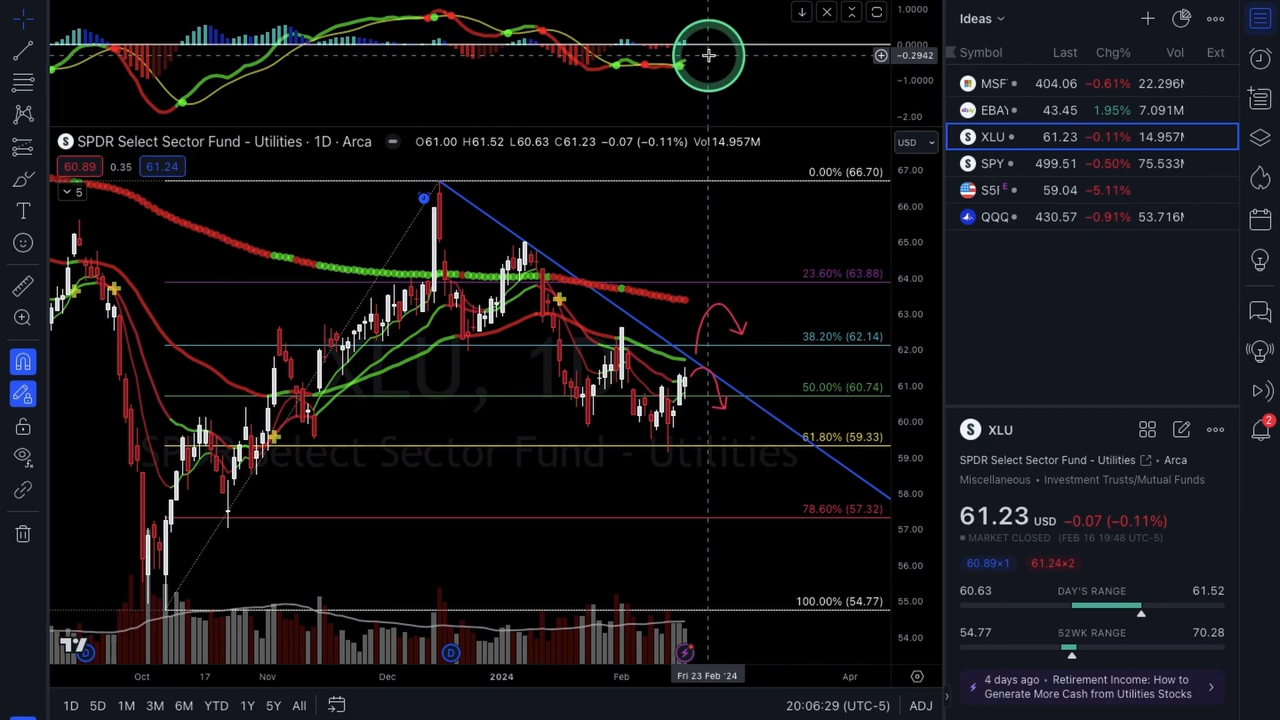 1.0000
0.0000
-0.2942
-1.0000
-2.00
SPDR Select Sector Fund - Utilities · 1D · Arca O61.00 H61.52 L60.63 C61.23 -0.07 (-0.11%) Vol14.957M
USD
60.89 0.35 61.24
5
0.00% (66.70)
23.60% (63.88)
38.20% (62.14)
50.00% (60.74)
61.80% (59.33)
78.60% (57.32)
100.00% (54.77)
XLU, 1D
SPDR Select Sector Fund - Utilities
67.00
66.00
65.00
64.00
63.00
62.00
61.00
60.00
59.00
58.00
57.00
56.00
55.00
54.00
D
D
Oct 17 Nov Dec 2024 Feb Fri 23 Feb '24 Apr
1D 5D 1M 3M 6M YTD 1Y 5Y All 20:06:29 (UTC-5) ADJ
Ideas
Symbol Last Chg% Vol Ext
MSF 404.06 -0.61% 22.296M
EBA 43.45 1.95% 7.091M
XLU 61.23 -0.11% 14.957M
SPY 499.51 -0.50% 75.533M
S5I E 59.04 -5.11%
QQQ 430.57 -0.91% 53.716M
XLU
SPDR Select Sector Fund - Utilities • Arca
Miscellaneous • Investment Trusts/Mutual Funds
61.23 USD -0.07 (-0.11%)
MARKET CLOSED (FEB 16 19:48 UTC-5)
60.89×1 61.24×2
60.63 DAY'S RANGE 61.52
54.77 52WK RANGE 70.28
4 days ago • Retirement Income: How to
Generate More Cash from Utilities Stocks
2